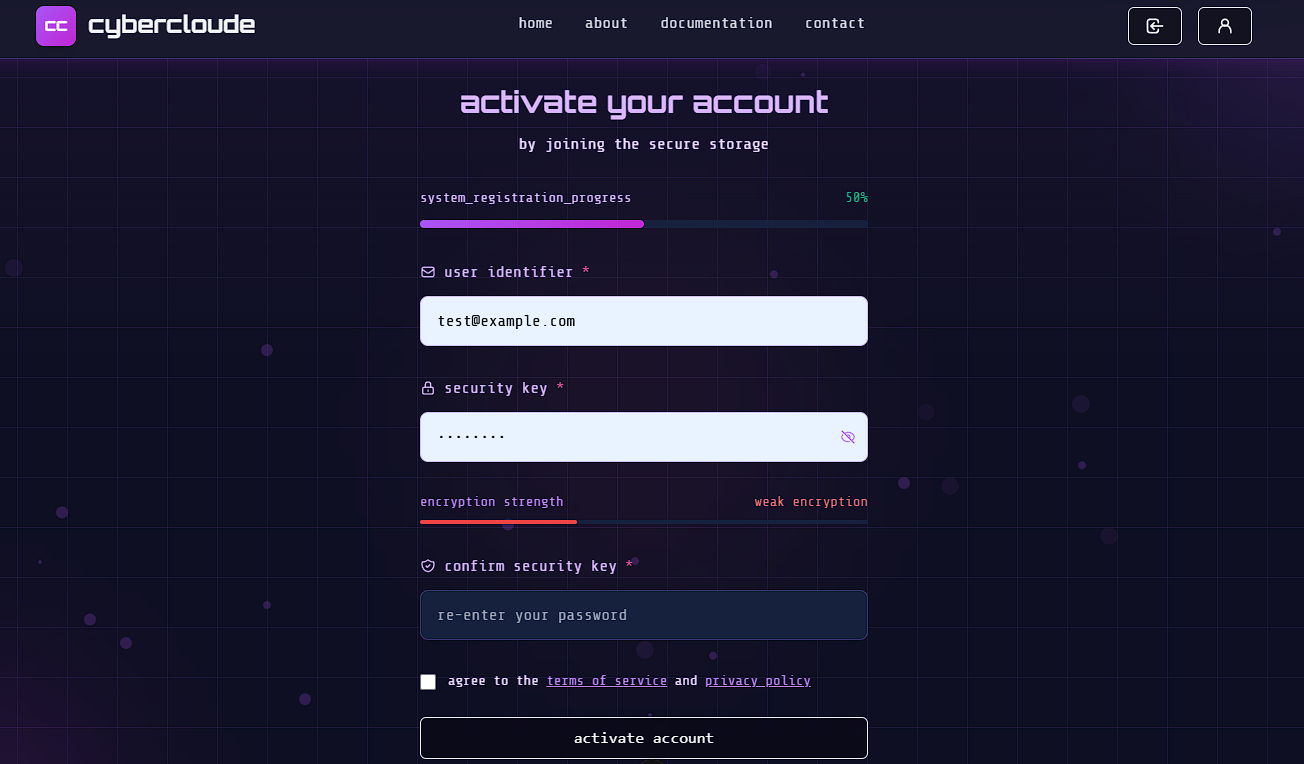 cc cybercloude home about documentation contact
activate your account
by joining the secure storage
system_registration_progress 50%
user identifier *
test@example.com
security key *
········
encryption strength weak encryption
confirm security key *
re-enter your password
agree to the terms of service and privacy policy
activate account